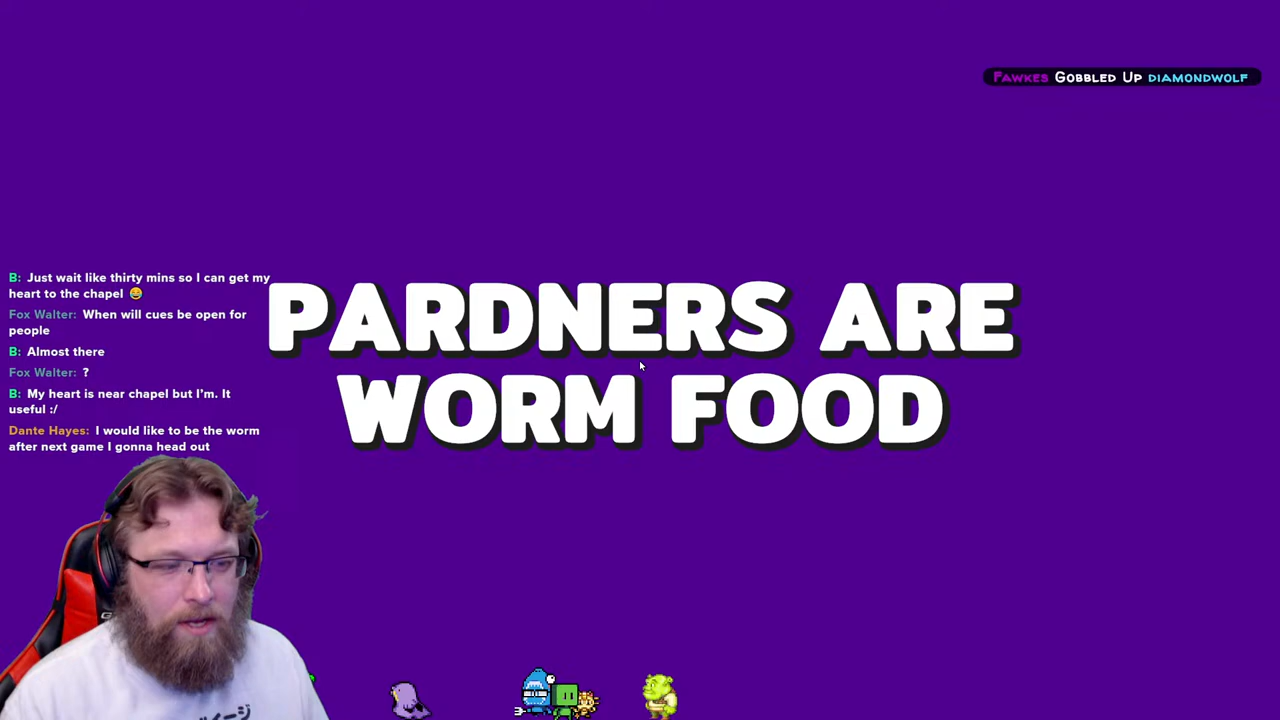 Fawkes Gobbled Up diamondwolf
B: Just wait like thirty mins so I can get my
heart to the chapel 😂
Fox Walter: When will cues be open for
people
B: Almost there
Fox Walter: ?
B: My heart is near chapel but I'm. It
useful :/
Dante Hayes: I would like to be the worm
after next game I gonna head out
PARDNERS ARE
WORM FOOD